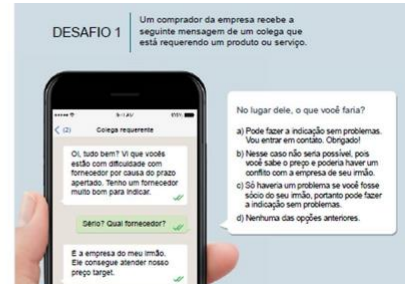 DESAFIO 1
Um comprador da empresa recebe a
seguinte mensagem de um colega que
está requerendo um produto ou serviço.
(2)
Colega requerente
Oi, tudo bem? Vi que vocês
estão com dificuldade com
fornecedor por causa do prazo
apertado. Tenho um fornecedor
muito bom para indicar.
Sério? Qual fornecedor?
É a empresa do meu irmão.
Ele consegue atender nosso
preço target.
No lugar dele, o que você faria?
a) Pode fazer a indicação sem problemas.
Vou entrar em contato. Obrigado!
b) Nesse caso não seria possível, pois
você sabe o preço e poderia haver um
conflito com a empresa de seu irmão.
c) Só haveria um problema se você fosse
sócio do seu irmão, portanto pode fazer
a indicação sem problemas.
d) Nenhuma das opções anteriores.